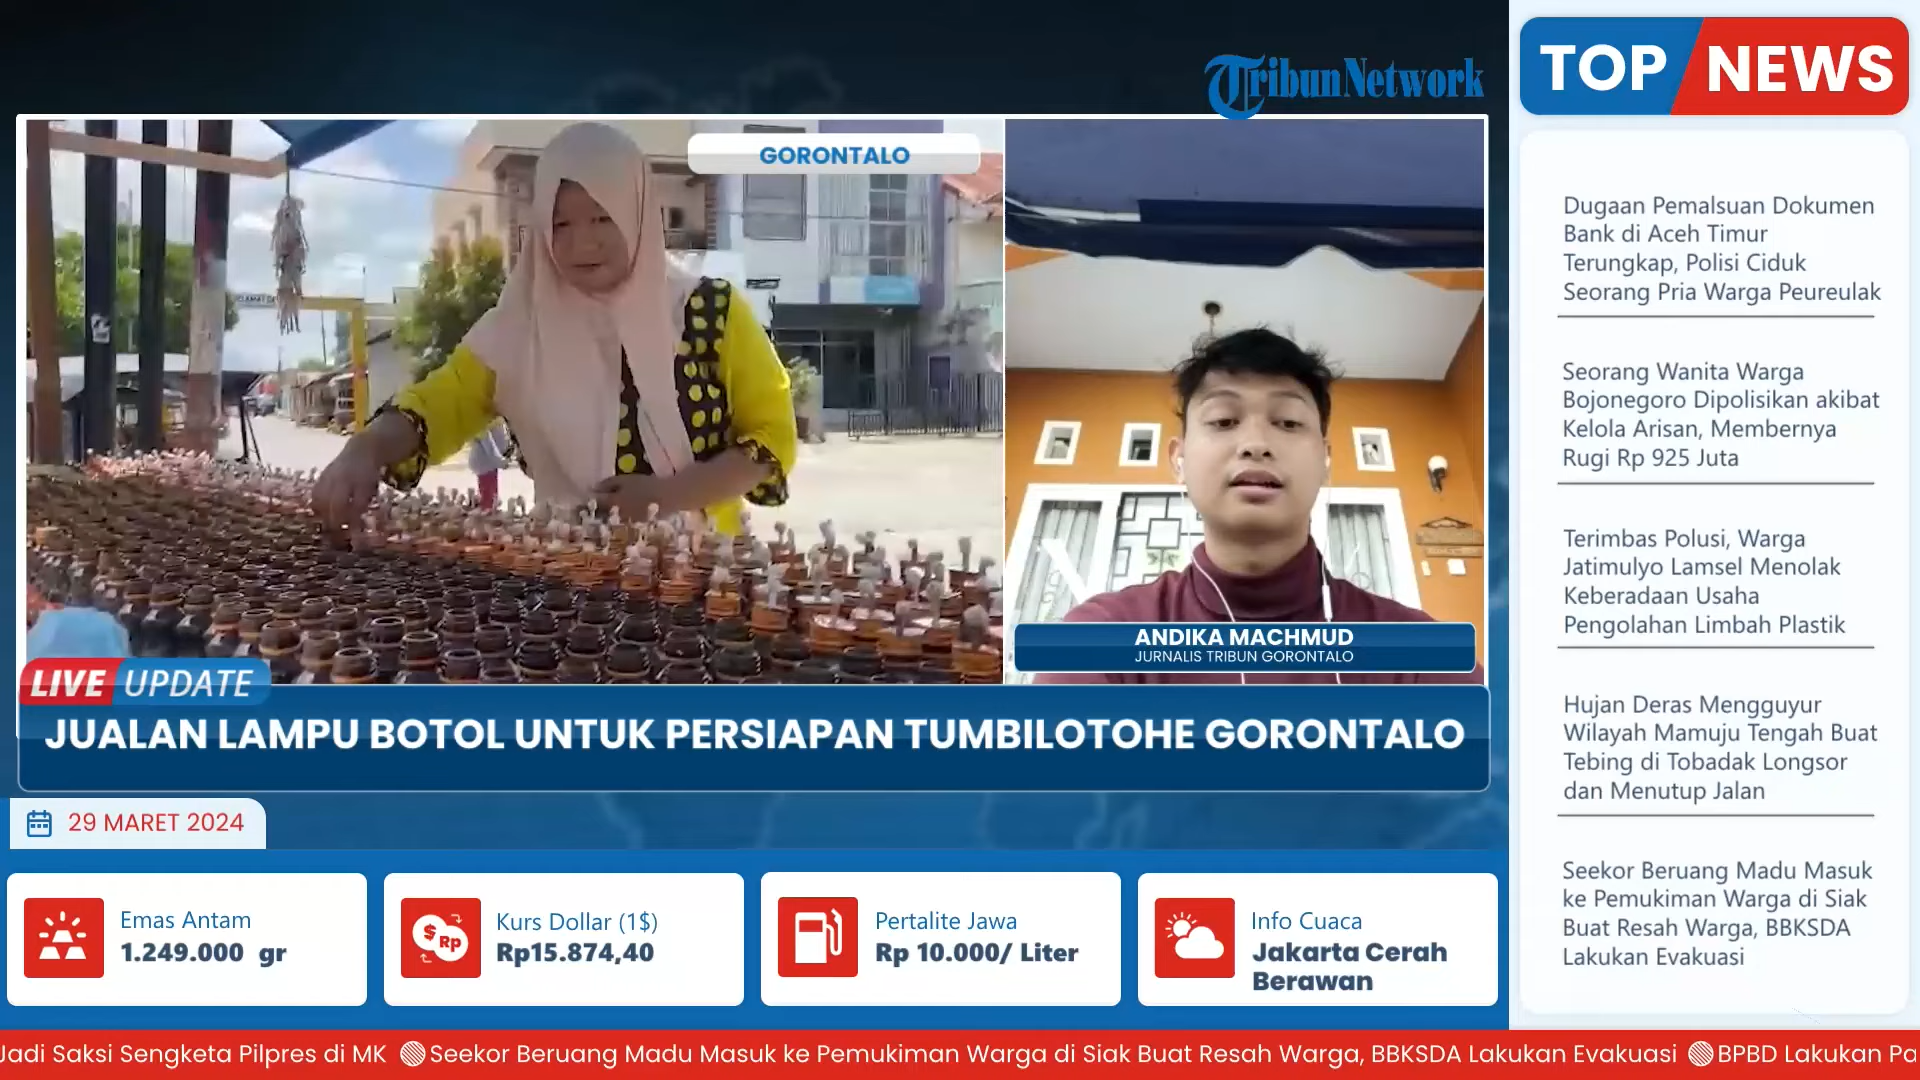 TribunNetwork
TOP NEWS
GORONTALO
ANDIKA MACHMUD
JURNALIS TRIBUN GORONTALO
LIVE UPDATE
JUALAN LAMPU BOTOL UNTUK PERSIAPAN TUMBILOTOHE GORONTALO
29 MARET 2024
Emas Antam
1.249.000 gr
Kurs Dollar (1$)
Rp15.874,40
Pertalite Jawa
Rp 10.000/ Liter
Info Cuaca
Jakarta Cerah
Berawan
Dugaan Pemalsuan Dokumen
Bank di Aceh Timur
Terungkap, Polisi Ciduk
Seorang Pria Warga Peureulak
Seorang Wanita Warga
Bojonegoro Dipolisikan akibat
Kelola Arisan, Membernya
Rugi Rp 925 Juta
Terimbas Polusi, Warga
Jatimulyo Lamsel Menolak
Keberadaan Usaha
Pengolahan Limbah Plastik
Hujan Deras Mengguyur
Wilayah Mamuju Tengah Buat
Tebing di Tobadak Longsor
dan Menutup Jalan
Seekor Beruang Madu Masuk
ke Pemukiman Warga di Siak
Buat Resah Warga, BBKSDA
Lakukan Evakuasi
Jadi Saksi Sengketa Pilpres di MK Seekor Beruang Madu Masuk ke Pemukiman Warga di Siak Buat Resah Warga, BBKSDA Lakukan Evakuasi BPBD Lakukan Pa